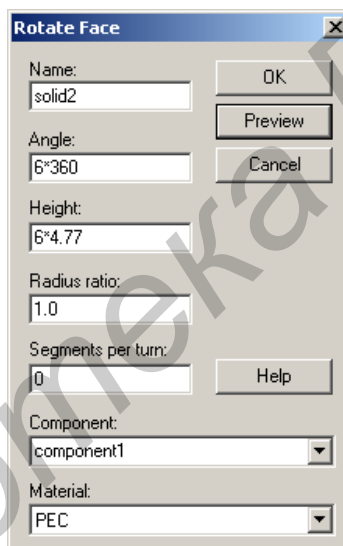 Rotate Face
Name:
solid2
OK
Preview
Angle:
6*360
Cancel
Height:
6*4.77
Radius ratio:
1.0
Segments per turn:
0
Help
Component:
component1
Material:
PEC